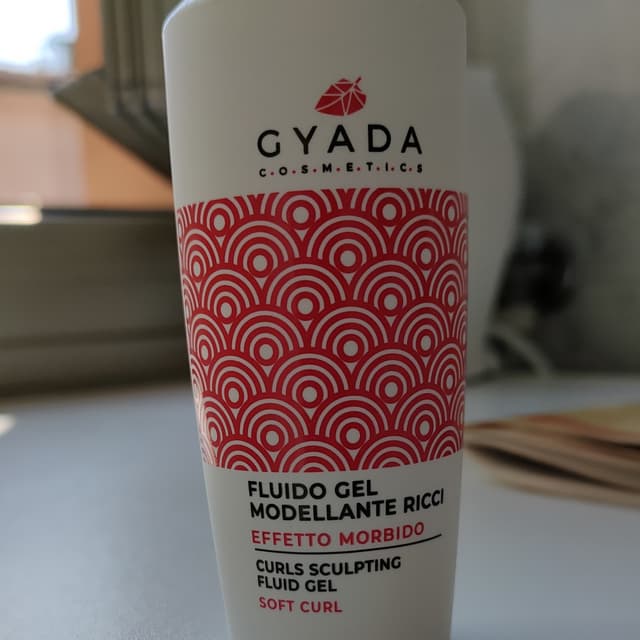 GYADA
C.O.S.M.E.T.I.C.S
FLUIDO GEL
MODELLANTE RICCI
EFFETTO MORBIDO
CURLS SCULPTING
FLUID GEL
SOFT CURL